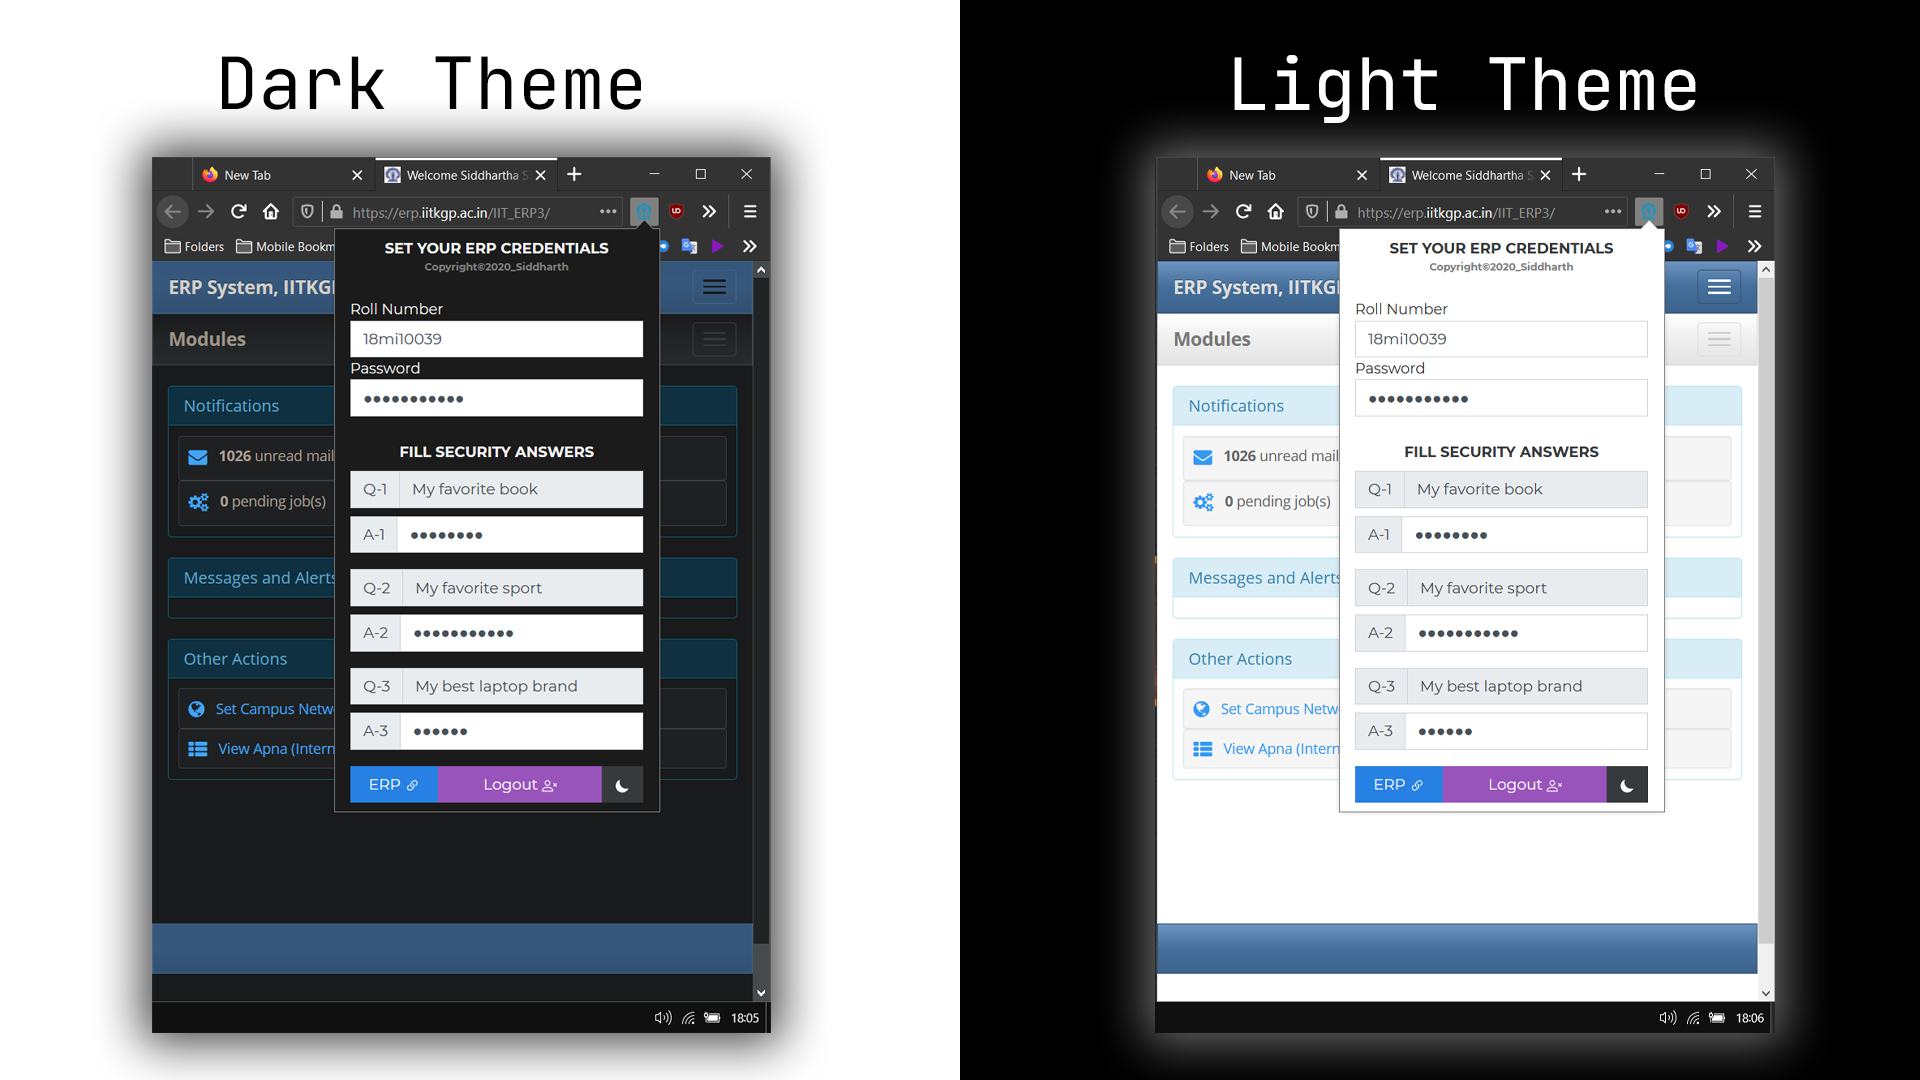 Dark Theme
New Tab
Welcome Siddhartha S
https://erp.iitkgp.ac.in/IIT_ERP3/
Folders
Mobile Bookm
SET YOUR ERP CREDENTIALS
Copyright©2020_Siddharth
ERP System, IITKG
Roll Number
18mi10039
Modules
Password
Notifications
1026 unread mail
0 pending job(s)
FILL SECURITY ANSWERS
Q-1 My favorite book
A-1
Messages and Alerts
Q-2 My favorite sport
A-2
Other Actions
Q-3 My best laptop brand
Set Campus Netw
A-3
View Apna (Intern
ERP
Logout
18:05
Light Theme
New Tab
Welcome Siddhartha S
https://erp.iitkgp.ac.in/IIT_ERP3/
Folders
Mobile Bookm
SET YOUR ERP CREDENTIALS
Copyright©2020_Siddharth
ERP System, IITKG
Roll Number
18mi10039
Modules
Password
Notifications
1026 unread mail
0 pending job(s)
FILL SECURITY ANSWERS
Q-1 My favorite book
A-1
Messages and Alerts
Q-2 My favorite sport
A-2
Other Actions
Q-3 My best laptop brand
Set Campus Netw
A-3
View Apna (Intern
ERP
Logout
18:06